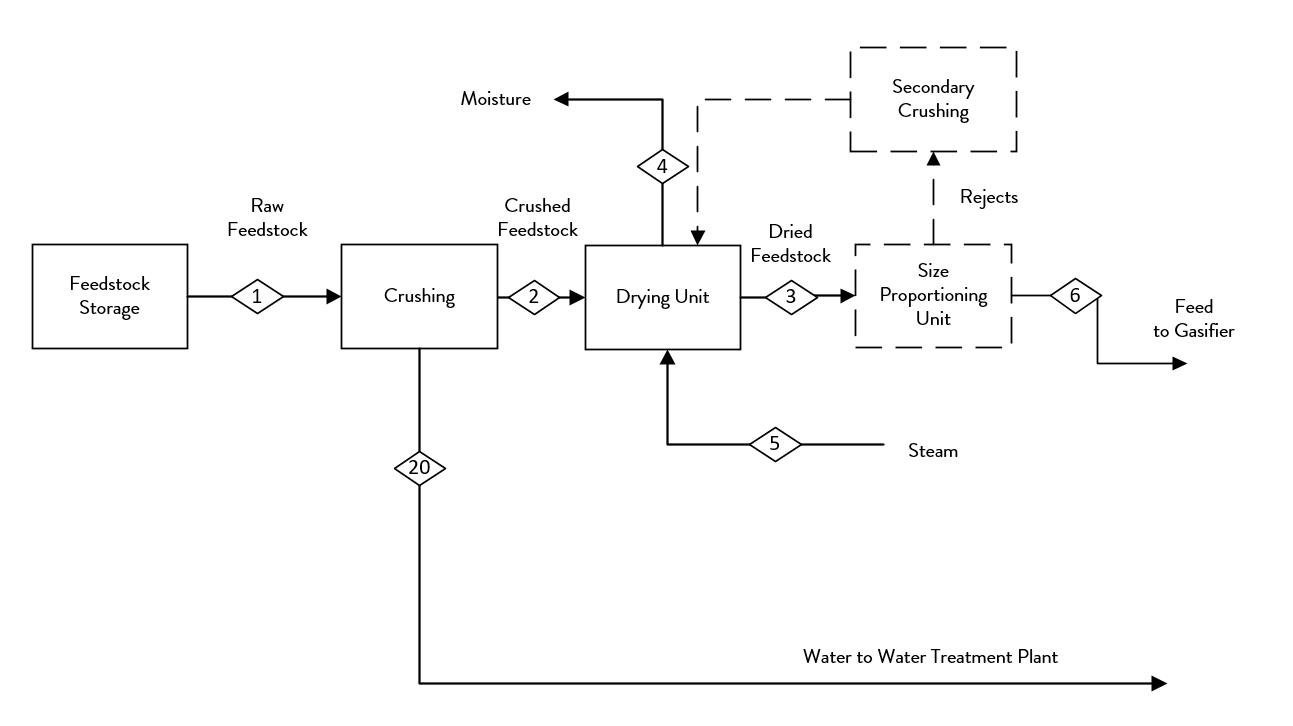 Secondary
Crushing
Moisture
4
Rejects
Raw
Feedstock
Crushed
Feedstock
Dried
Feedstock
Feedstock
Storage
1
Crushing
2
Drying Unit
3
Size
Proportioning
Unit
6
Feed
to Gasifier
5
Steam
20
Water to Water Treatment Plant